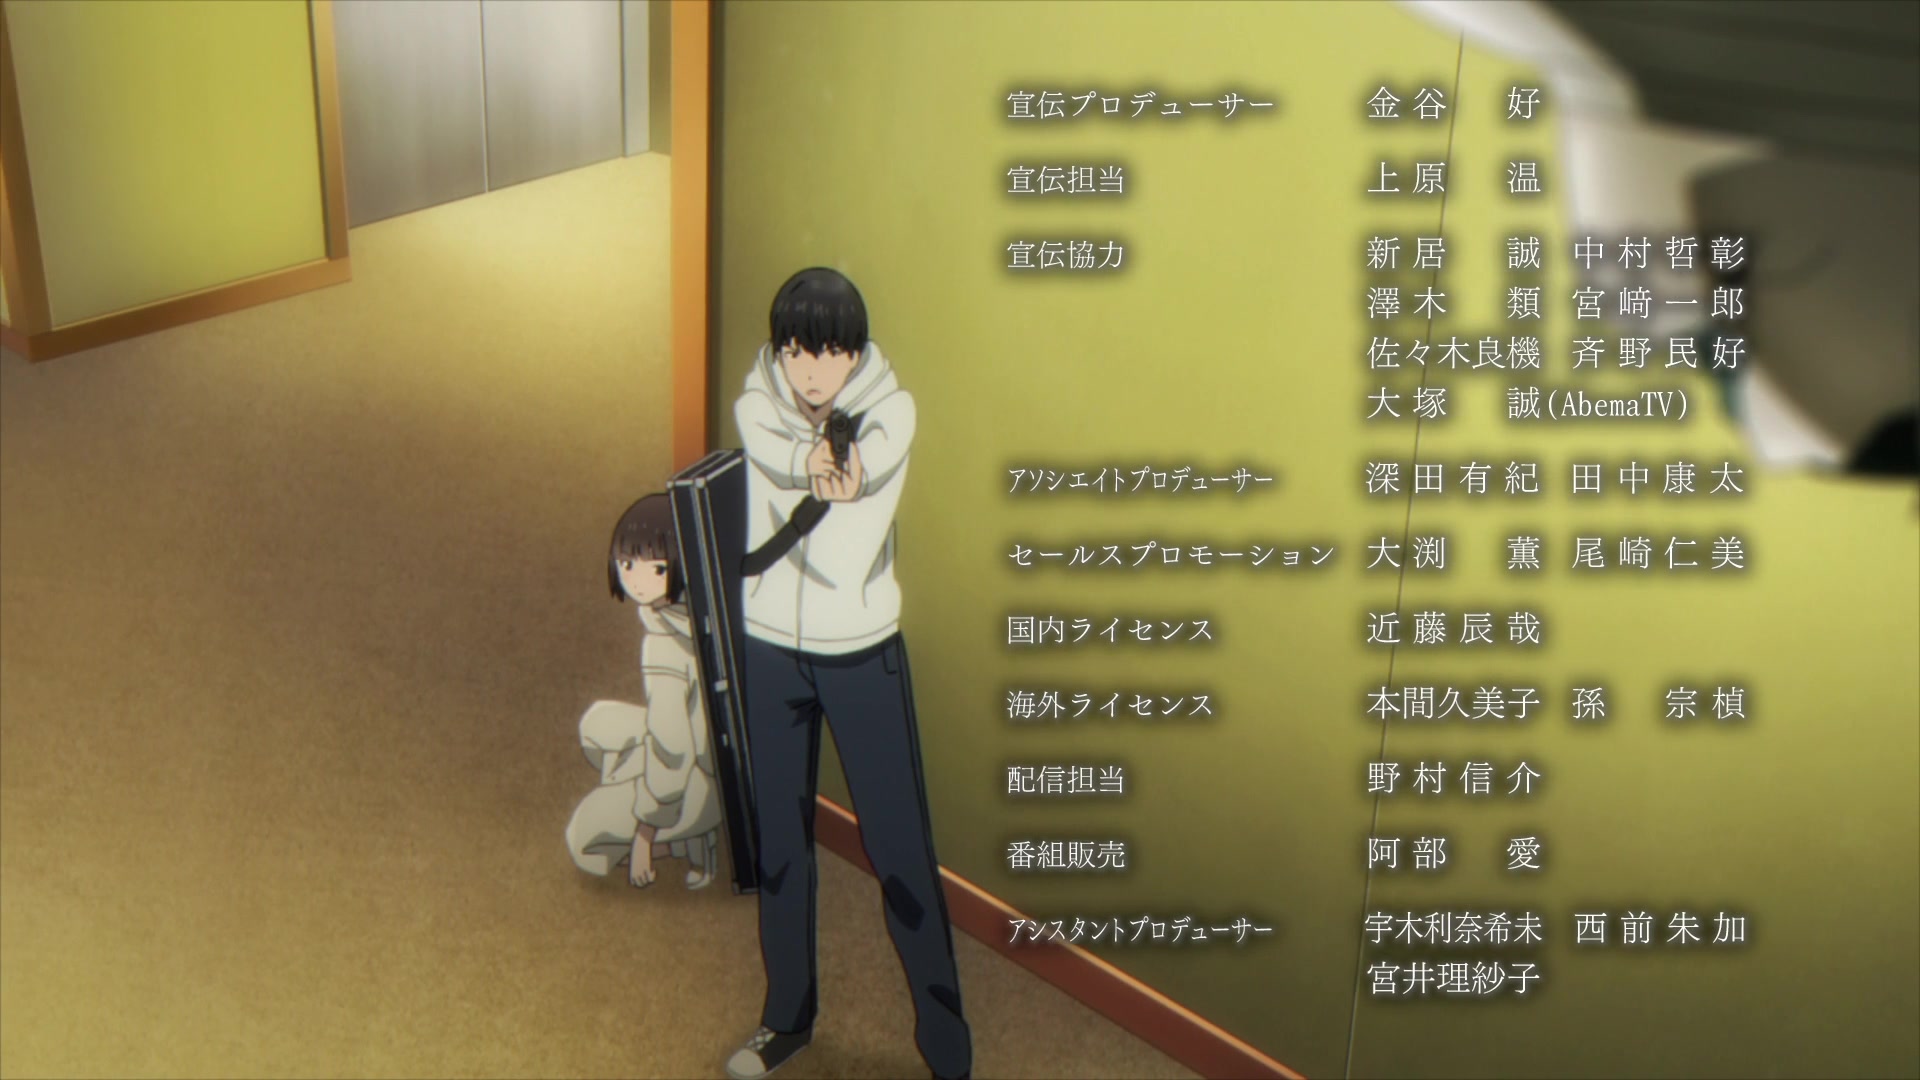 宣伝プロデューサー 金谷 好
宣伝担当 上原 温
宣伝協力 新居 誠 中村哲彰
澤木 類 宮﨑一郎
佐々木良機 斉野民好
大塚 誠(AbemaTV)
アソシエイトプロデューサー 深田有紀 田中康太
セールスプロモーション 大渕 薫 尾崎仁美
国内ライセンス 近藤辰哉
海外ライセンス 本間久美子 孫 宗楨
配信担当 野村信介
番組販売 阿部 愛
アシスタントプロデューサー 宇木利奈希未 西前朱加
宮井理紗子